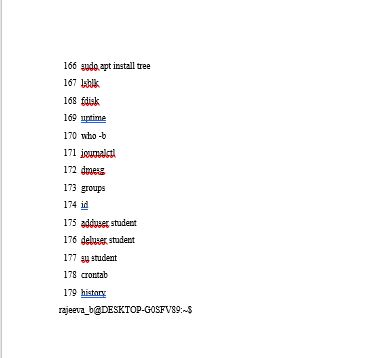 166 sudo apt install tree
167 lsblk
168 fdisk
169 uptime
170 who -b
171 journalctl
172 dmesg
173 groups
174 id
175 adduser student
176 deluser student
177 su student
178 crontab
179 history
rajeeva_b@DESKTOP-G0SFV89:~$